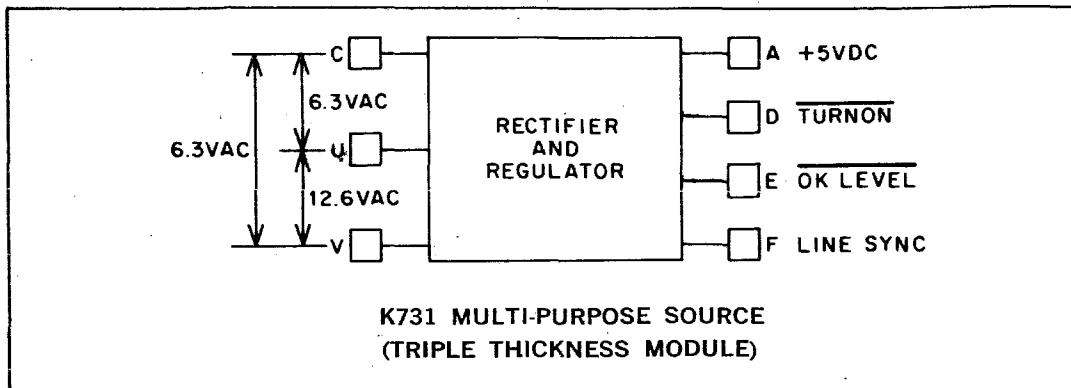 C
A +5VDC
6.3VAC
D TURNON
RECTIFIER
AND
REGULATOR
6.3VAC
U
E OK LEVEL
12.6VAC
V
F LINE SYNC
K731 MULTI-PURPOSE SOURCE
(TRIPLE THICKNESS MODULE)